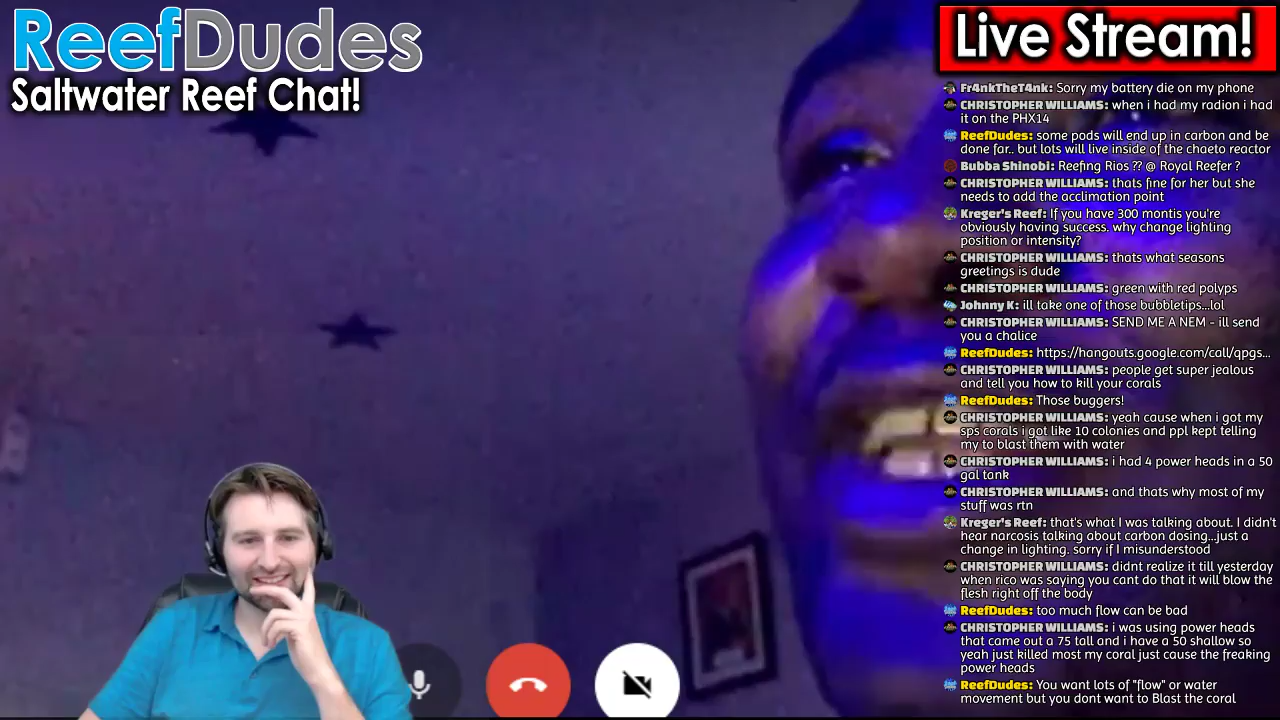 ReefDudes
Saltwater Reef Chat!
Live Stream!
Fr4nkTheT4nk: Sorry my battery die on my phone
CHRISTOPHER WILLIAMS: when i had my radion i had
it on the PHX14
ReefDudes: some pods will end up in carbon and be
done far.. but lots will live inside of the chaeto reactor
Bubba Shinobi: Reefing Rios ?? @ Royal Reefer ?
CHRISTOPHER WILLIAMS: thats fine for her but she
needs to add the acclimation point
Kreger's Reef: If you have 300 montis you're
obviously having success. why change lighting
position or intensity?
CHRISTOPHER WILLIAMS: thats what seasons
greetings is dude
CHRISTOPHER WILLIAMS: green with red polyps
Johnny K: ill take one of those bubbletips...lol
CHRISTOPHER WILLIAMS: SEND ME A NEM - ill send
you a chalice
ReefDudes: https://hangouts.google.com/call/qpgs...
CHRISTOPHER WILLIAMS: people get super jealous
and tell you how to kill your corals
ReefDudes: Those buggers!
CHRISTOPHER WILLIAMS: yeah cause when i got my
sps corals i got like 10 colonies and ppl kept telling
my to blast them with water
CHRISTOPHER WILLIAMS: i had 4 power heads in a 50
gal tank
CHRISTOPHER WILLIAMS: and thats why most of my
stuff was rtn
Kreger's Reef: that's what I was talking about. I didn't
hear narcosis talking about carbon dosing...just a
change in lighting. sorry if I misunderstood
CHRISTOPHER WILLIAMS: didnt realize it till yesterday
when rico was saying you cant do that it will blow the
flesh right off the body
ReefDudes: too much flow can be bad
CHRISTOPHER WILLIAMS: i was using power heads
that came out a 75 tall and i have a 50 shallow so
yeah just killed most my coral just cause the freaking
power heads
ReefDudes: You want lots of "flow" or water
movement but you dont want to Blast the coral